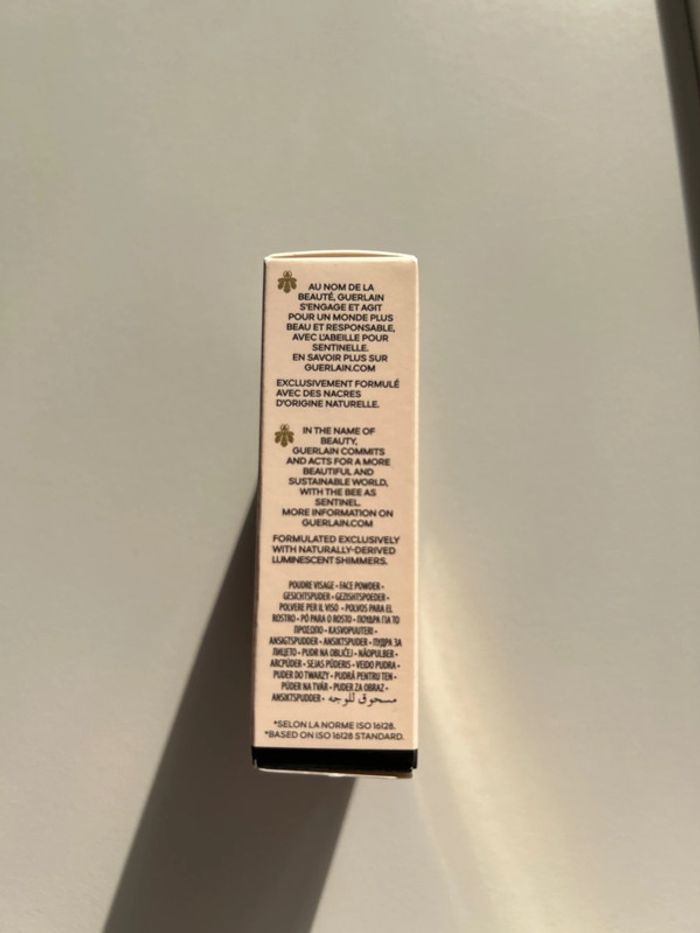 AU NOM DE LA
BEAUTÉ, GUERLAIN
S'ENGAGE ET AGIT
POUR UN MONDE PLUS
BEAU ET RESPONSABLE,
AVEC L'ABEILLE POUR
SENTINELLE.
EN SAVOIR PLUS SUR
GUERLAIN.COM
EXCLUSIVEMENT FORMULÉ
AVEC DES NACRES
D'ORIGINE NATURELLE.
IN THE NAME OF
BEAUTY,
GUERLAIN COMMITS
AND ACTS FOR A MORE
BEAUTIFUL AND
SUSTAINABLE WORLD,
WITH THE BEE AS
SENTINEL.
MORE INFORMATION ON
GUERLAIN.COM
FORMULATED EXCLUSIVELY
WITH NATURALLY-DERIVED
LUMINESCENT SHIMMERS.
POUDRE VISAGE • FACE POWDER •
GESICHTSPUDER • GEZICHTSPOEDER •
POLVERE PER IL VISO • POLVOS PARA EL
ROSTRO • PÓ PARA O ROSTO • ΠΟΥΔΡΑ ΓΙΑ ΤΟ
ΠΡΟΣΩΠΟ • KASVOPUUTERI •
ANSIGTSPUDDER • ANSIKTSPUDER • ПУДРА ЗА
ЛИЦЕТО • PUDR NA OBLIČEJ • NÄOPUUDER •
ARCPÚDER • SEJAS PŪDERIS • VEIDO PUDRA •
PUDER DO TWARZY • PUDRĂ PENTRU TEN •
PÚDER NA TVÁR • PUDER ZA OBRAZ •
ANSIKTSPUDDER • مسحوق للوجه
*SELON LA NORME ISO 16128.
*BASED ON ISO 16128 STANDARD.